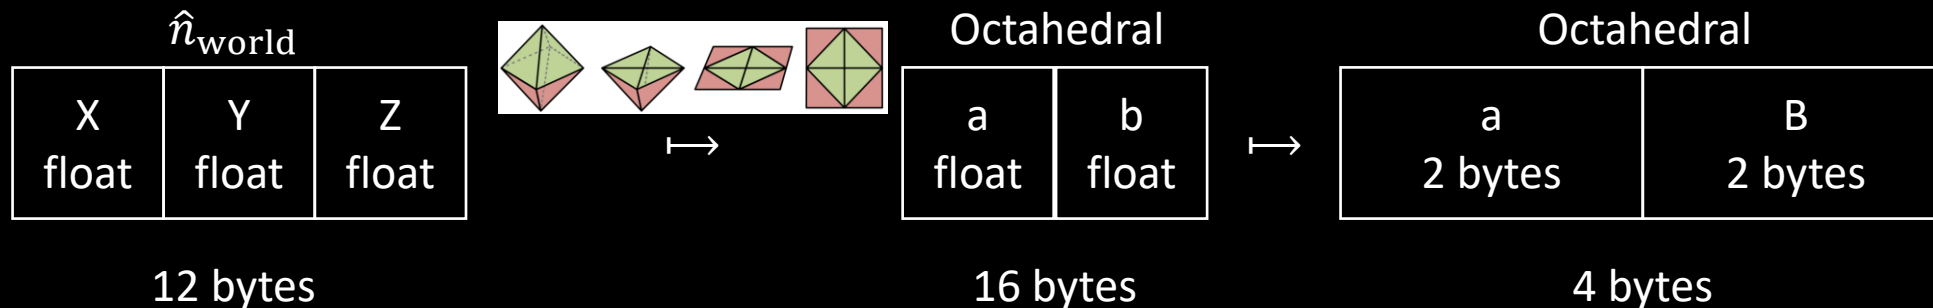 n̂world
Octahedral
Octahedral
X
float
Y
float
Z
float
↦
a
float
b
float
↦
a
2 bytes
B
2 bytes
12 bytes
16 bytes
4 bytes